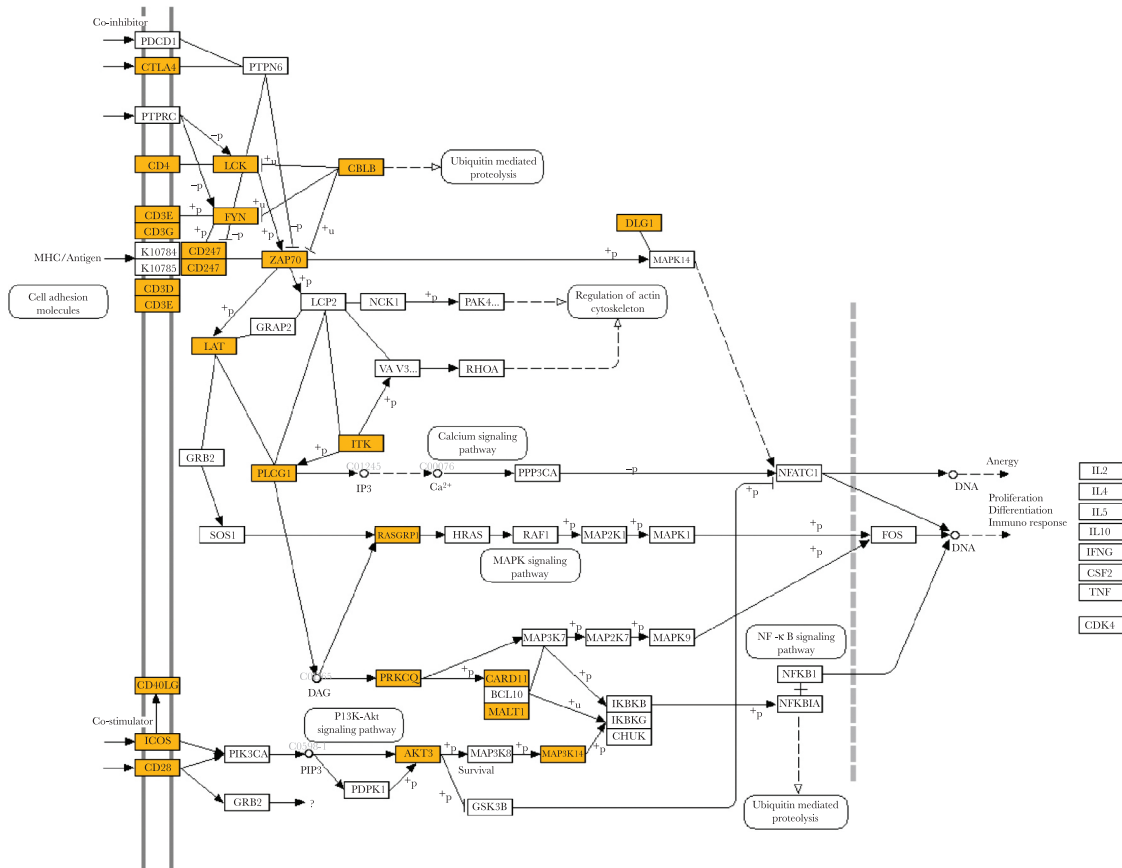 Co-inhibitor
PDCD1
CTLA4
PTPN6
PTPRC
–p
CD4
LCK
+u
CBLB
Ubiquitin mediated
proteolysis
–p
CD3E
+p
FYN
+u
CD3G
+p
–p
+p
–p
+u
DLG1
MHC/Antigen
K10784
CD247
ZAP70
+p
MAPK14
K10785
CD247
+p
Cell adhesion
molecules
CD3D
CD3E
+p
LCP2
NCK1
+p
PAK4...
Regulation of actin
cytoskeleton
GRAP2
LAT
VA V3...
RHOA
+p
ITK
Calcium signaling
pathway
GRB2
+p
PLCG1
C01245
IP3
C00076
Ca²⁺
PPP3CA
–p
NFATC1
+p
DNA
Anergy
Proliferation
Differentiation
Immuno response
IL2
IL4
IL5
IL10
IFNG
CSF2
TNF
CDK4
SOS1
RASGRP1
HRAS
RAF1
+p
MAP2K1
+p
MAPK1
+p
FOS
DNA
+p
MAPK signaling
pathway
MAP3K7
+p
MAP2K7
+p
MAPK9
NF -κ B signaling
pathway
DAG
PRKCQ
+p
+p
CARD11
BCL10
MALT1
+p
+u
IKBKB
IKBKG
CHUK
+p
NFKB1
NFKBIA
CD40LG
Co-stimulator
P13K-Akt
signaling pathway
ICOS
CD28
PIK3CA
PIP3
AKT3
+p
MAP3K8
+p
MAP3K14
+p
Survival
PDPK1
+p
+p
GSK3B
GRB2
?
Ubiquitin mediated
proteolysis